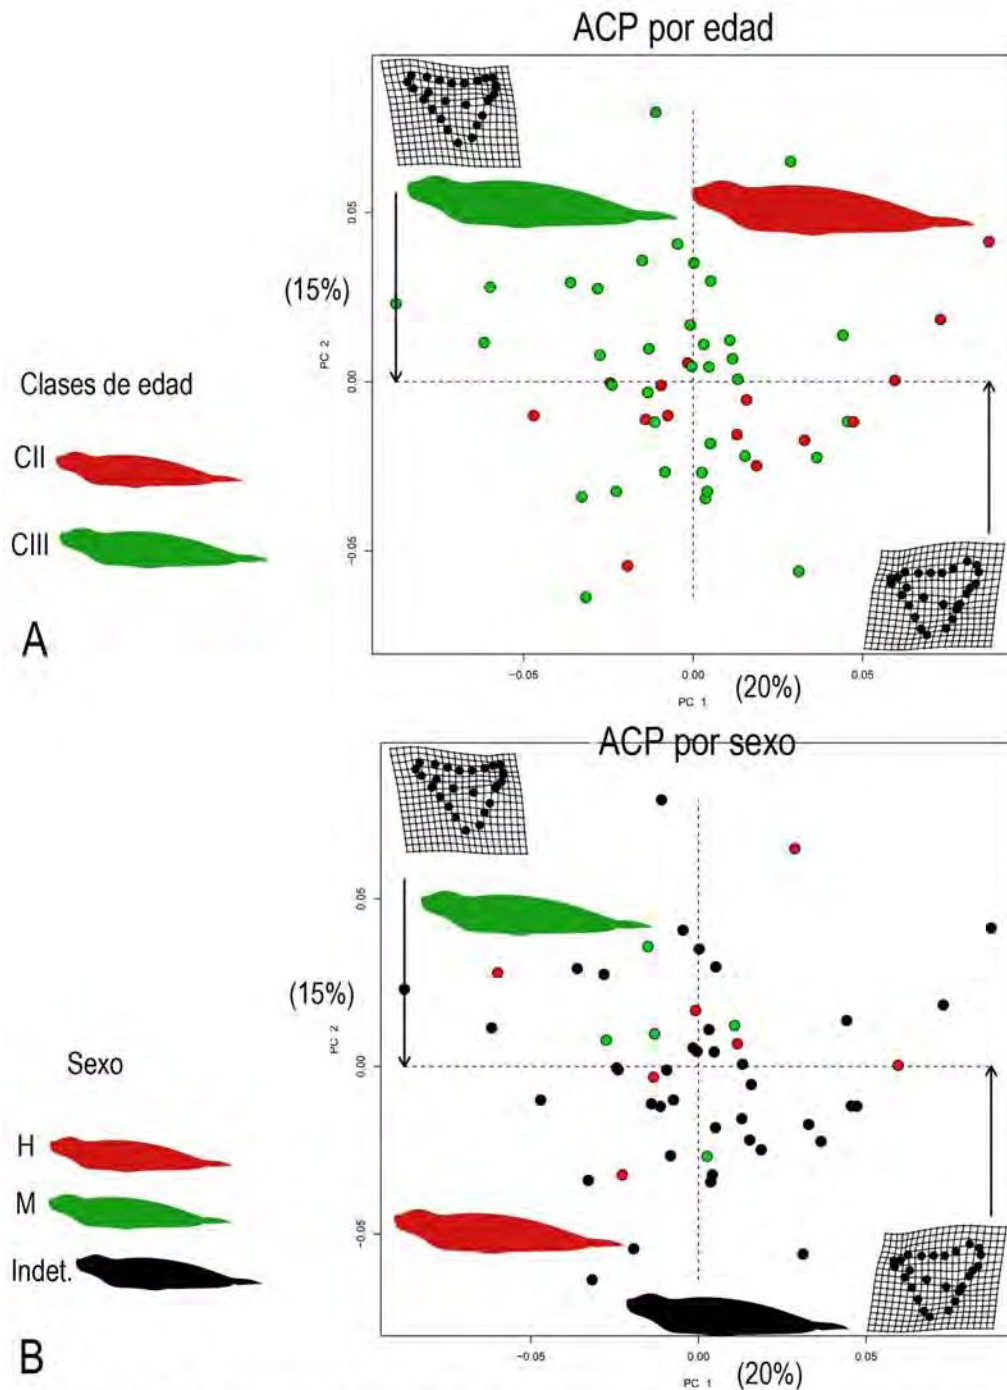 ACP por edad
0.05
(15%)
PC 2
0.00
Clases de edad
CII
CIII
−0.05
A
−0.05
0.00
0.05
PC 1
(20%)
ACP por sexo
0.05
(15%)
PC 2
0.00
Sexo
H
M
Indet.
−0.05
B
−0.05
0.00
0.05
PC 1
(20%)